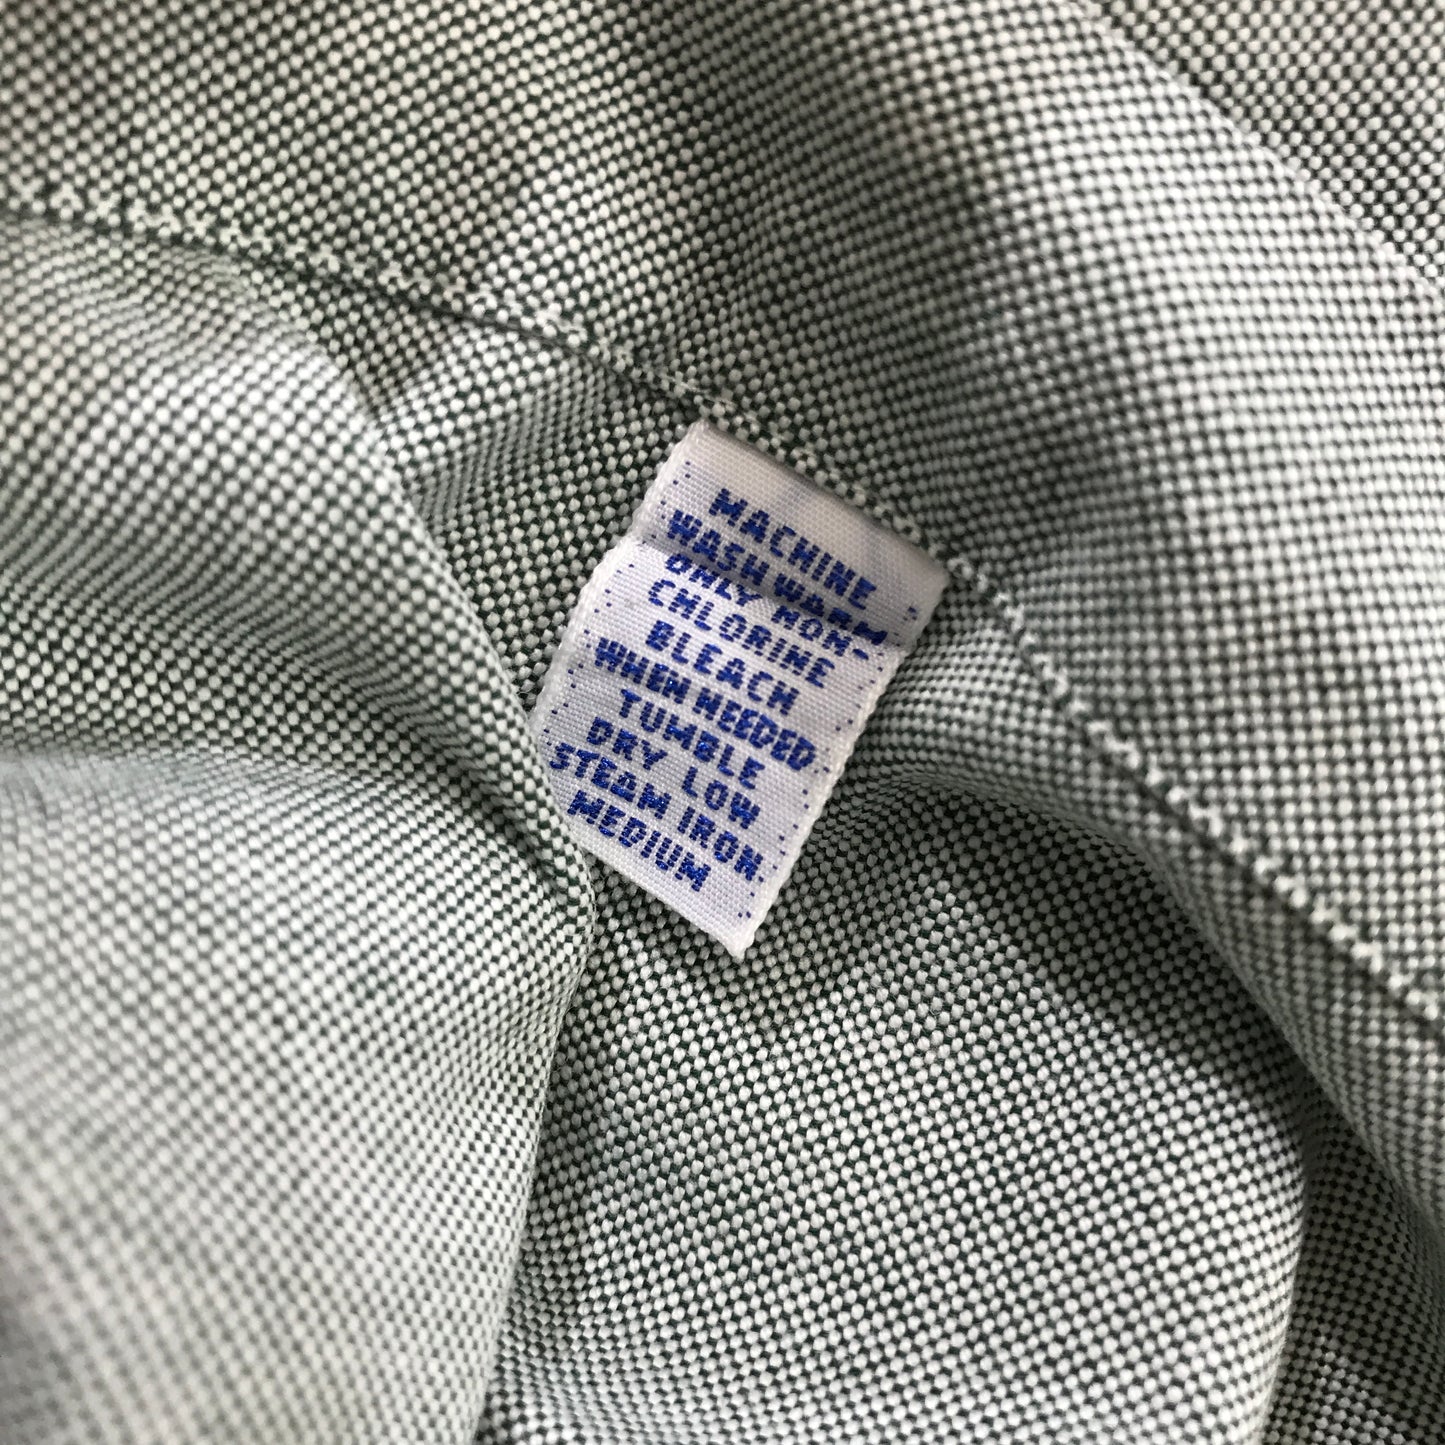 MACHINE
WASH WARM
ONLY NON-
CHLORINE
BLEACH
WHEN NEEDED
TUMBLE
DRY LOW
STEAM IRON
MEDIUM